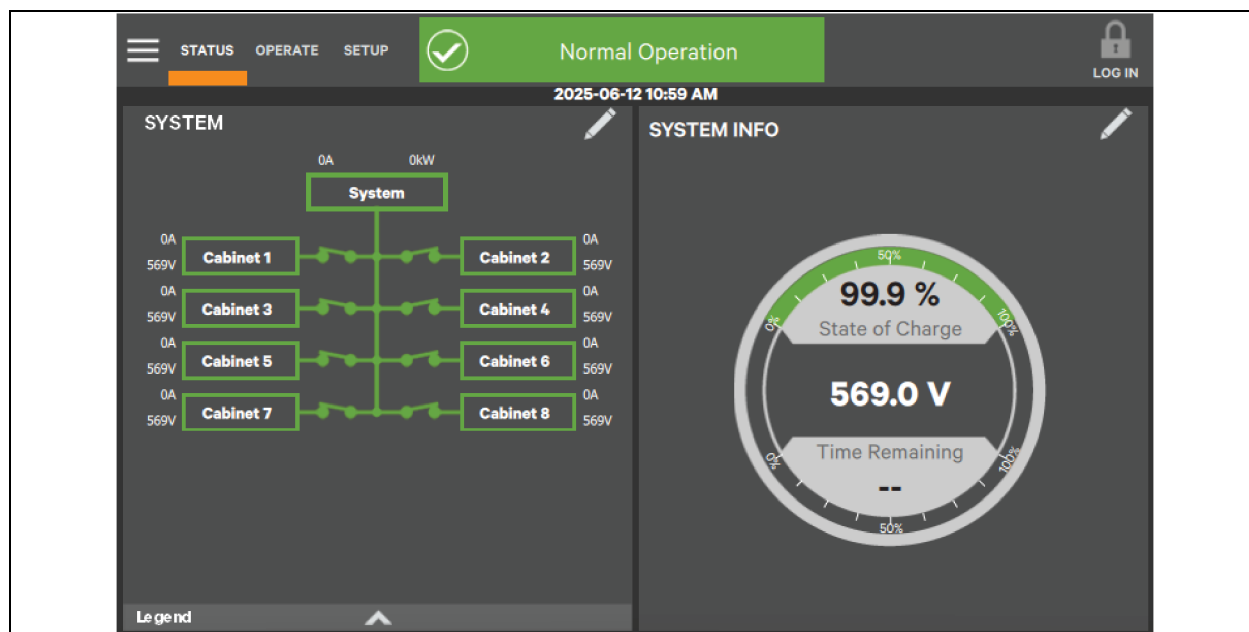 STATUS OPERATE SETUP Normal Operation LOG IN
2025-06-12 10:59 AM
SYSTEM
0A 0kW
System
0A Cabinet 1 569V
Cabinet 2 0A 569V
0A Cabinet 3 569V
Cabinet 4 0A 569V
0A Cabinet 5 569V
Cabinet 6 0A 569V
0A Cabinet 7 569V
Cabinet 8 0A 569V
Legend
SYSTEM INFO
0% 50% 100%
99.9 %
State of Charge
569.0 V
Time Remaining
--
0% 50% 100%